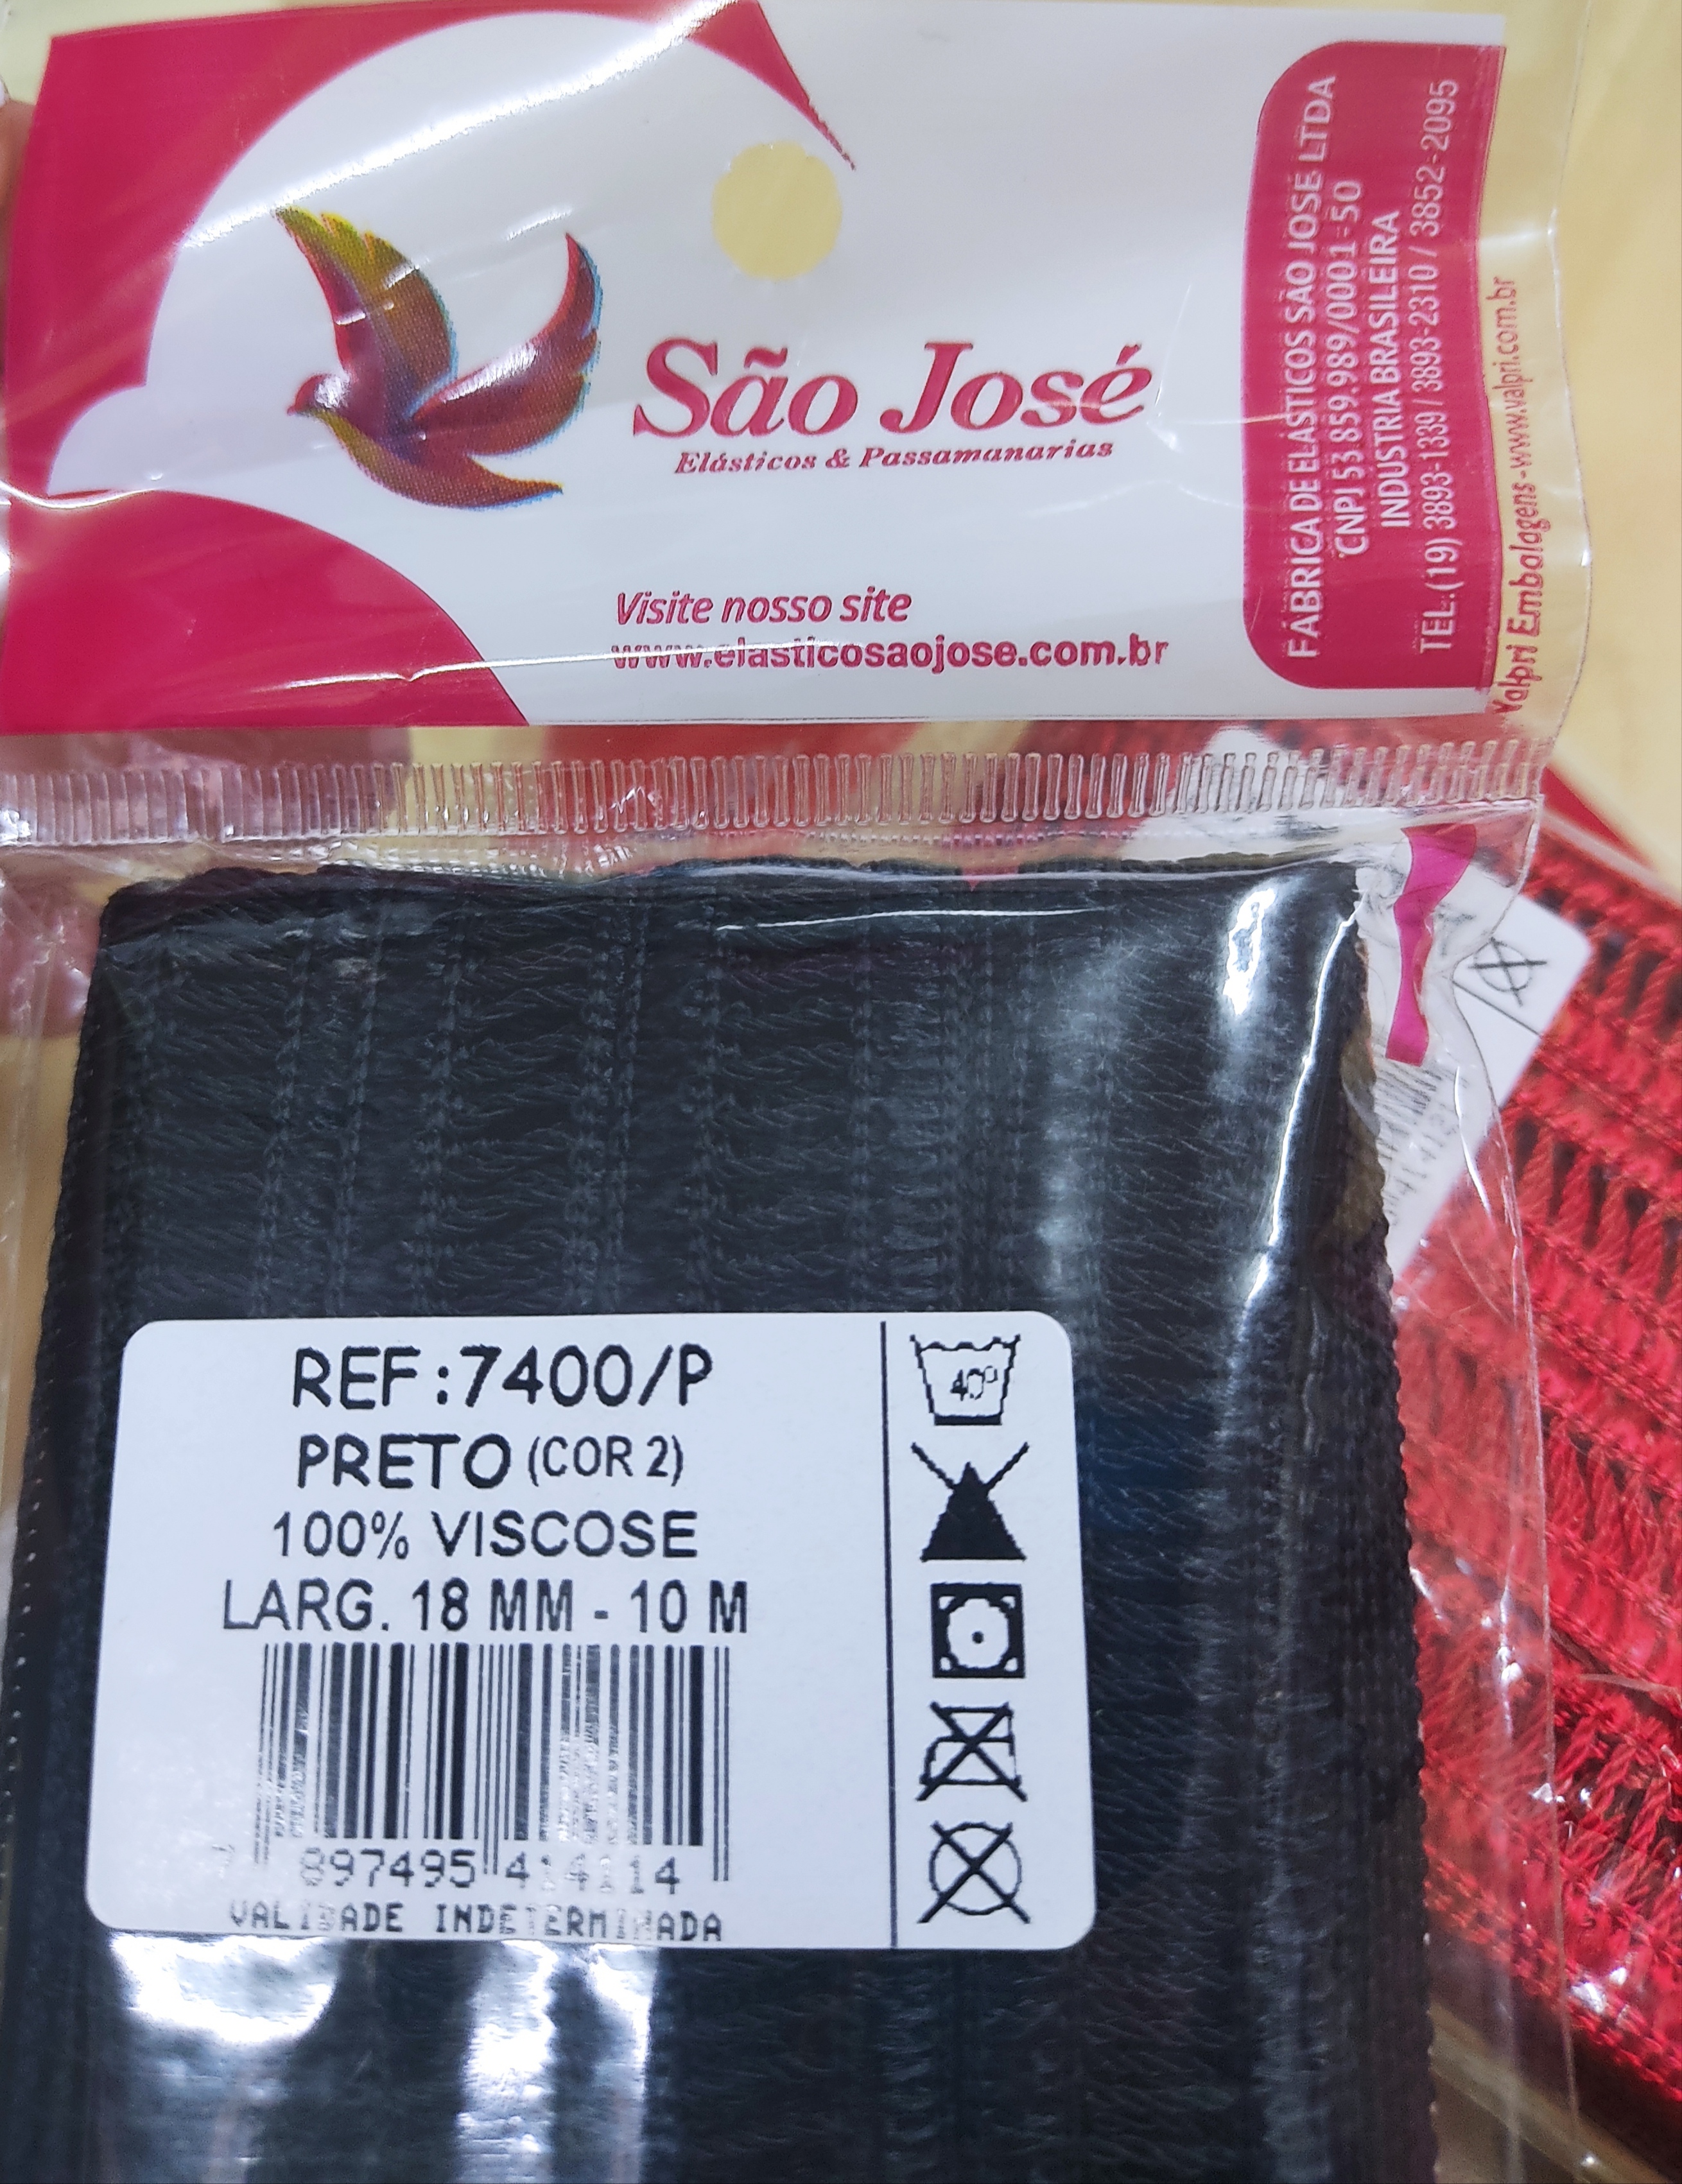 São José
Elásticos & Passamanarias
Visite nosso site
www.elasticosaojose.com.br
FÁBRICA DE ELÁSTICOS SÃO JOSE LTDA
CNPJ 53 859.989/0001-50
INDUSTRIA BRASILEIRA
TEL.(19) 3893-1339 / 3893-2310 / 3852-2095
Valpri Embalagens - www.valpri.com.br
REF:7400/P
PRETO (COR 2)
100% VISCOSE
LARG. 18 MM - 10 M
40º
897495
VALIDADE INDETERMINADA